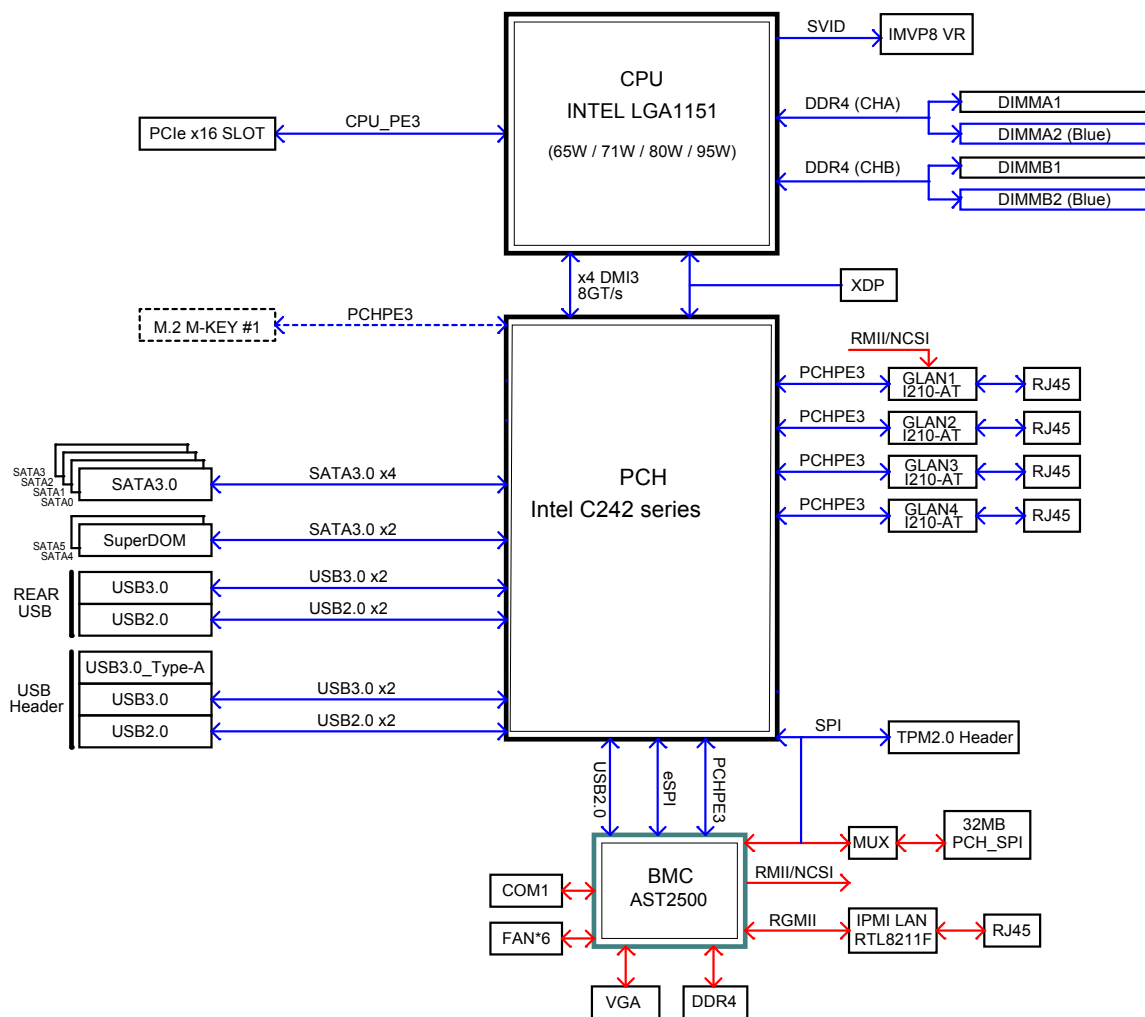 SVID
IMVP8 VR
CPU
INTEL LGA1151
(65W / 71W / 80W / 95W)
PCIe x16 SLOT
CPU_PE3
DDR4 (CHA)
DIMMA1
DIMMA2 (Blue)
DDR4 (CHB)
DIMMB1
DIMMB2 (Blue)
x4 DMI3
8GT/s
XDP
M.2 M-KEY #1
PCHPE3
RMII/NCSI
PCHPE3
GLAN1
I210-AT
RJ45
PCHPE3
GLAN2
I210-AT
RJ45
PCHPE3
GLAN3
I210-AT
RJ45
PCHPE3
GLAN4
I210-AT
RJ45
PCH
Intel C242 series
SATA3
SATA2
SATA1
SATA0
SATA3.0
SATA3.0 x4
SATA5
SATA4
SuperDOM
SATA3.0 x2
REAR
USB
USB3.0
USB3.0 x2
USB2.0
USB2.0 x2
USB
Header
USB3.0_Type-A
USB3.0
USB3.0 x2
USB2.0
USB2.0 x2
SPI
TPM2.0 Header
USB2.0
eSPI
PCHPE3
MUX
32MB
PCH_SPI
BMC
AST2500
RMII/NCSI
COM1
FAN*6
RGMII
IPMI LAN
RTL8211F
RJ45
VGA
DDR4